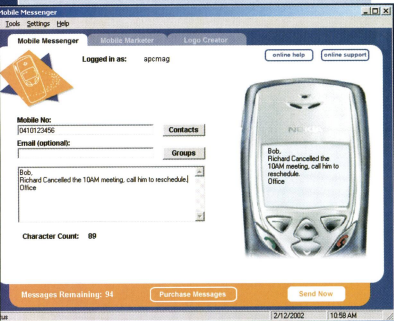 Mobile Messenger
Tools Settings Help
Mobile Messenger Mobile Marketer Logo Creator
Logged in as: apcmag
online help online support
Mobile No:
0410123456
Contacts
Email (optional):
Groups
Bob,
Richard Cancelled the 10AM meeting, call him to reschedule.
Office
NOKIA
Bob,
Richard Cancelled the
10AM meeting, call him to
reschedule.
Office
Character Count: 89
Messages Remaining: 94
Purchase Messages
Send Now
2/12/2002 10:58 AM